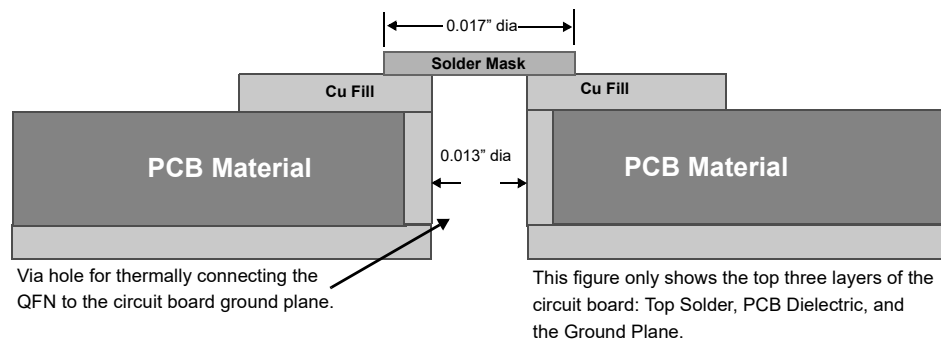 0.017” dia
Solder Mask
Cu Fill
Cu Fill
PCB Material
0.013” dia
PCB Material
Via hole for thermally connecting the
QFN to the circuit board ground plane.
This figure only shows the top three layers of the
circuit board: Top Solder, PCB Dielectric, and
the Ground Plane.